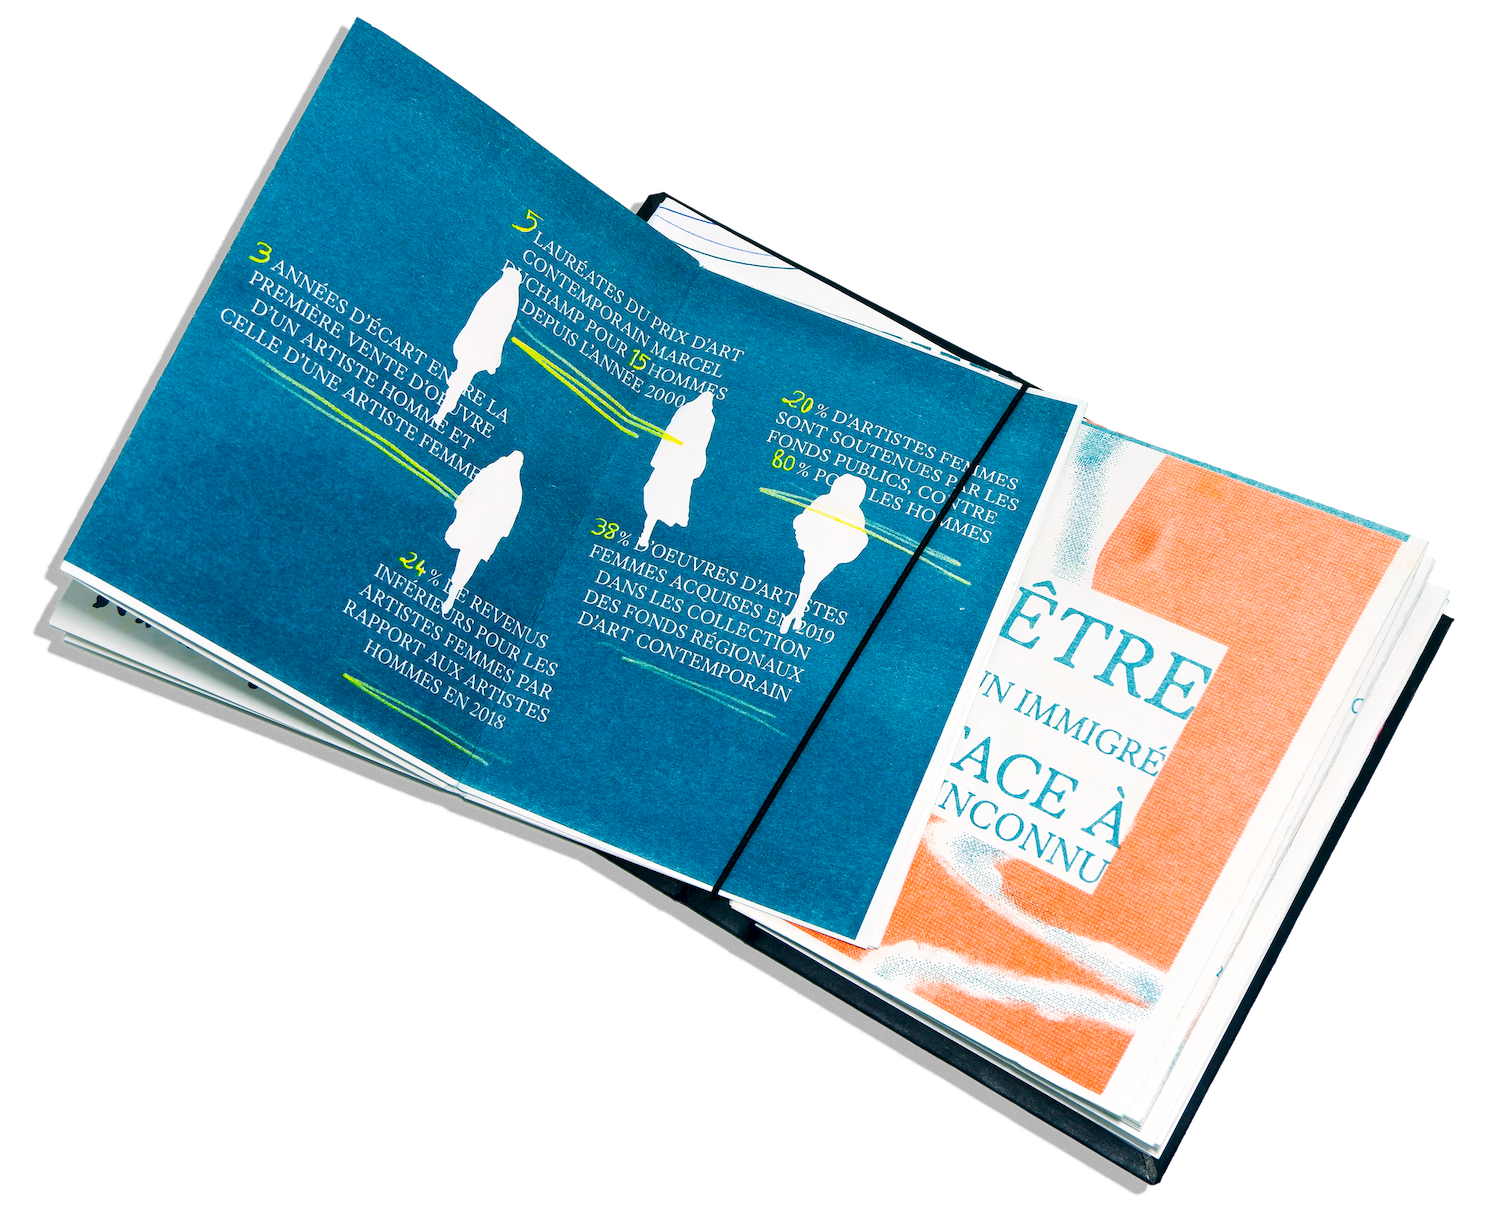 3 ANNÉES D'ÉCART ENTRE LA
PREMIÈRE VENTE D'OEUVRE
D'UN ARTISTE HOMME ET
CELLE D'UNE ARTISTE FEMME
5 LAURÉATES DU PRIX D'ART
CONTEMPORAIN MARCEL
DUCHAMP POUR 15 HOMMES
DEPUIS L'ANNÉE 2000
20 % D'ARTISTES FEMMES
SONT SOUTENUES PAR LES
FONDS PUBLICS, CONTRE
80 % POUR LES HOMMES
24 % DE REVENUS
INFÉRIEURS POUR LES
ARTISTES FEMMES PAR
RAPPORT AUX ARTISTES
HOMMES EN 2018
38 % D'OEUVRES D'ARTISTES
FEMMES ACQUISES EN 2019
DANS LES COLLECTION
DES FONDS RÉGIONAUX
D'ART CONTEMPORAIN
ÊTRE
UN IMMIGRÉ
FACE À
INCONNU